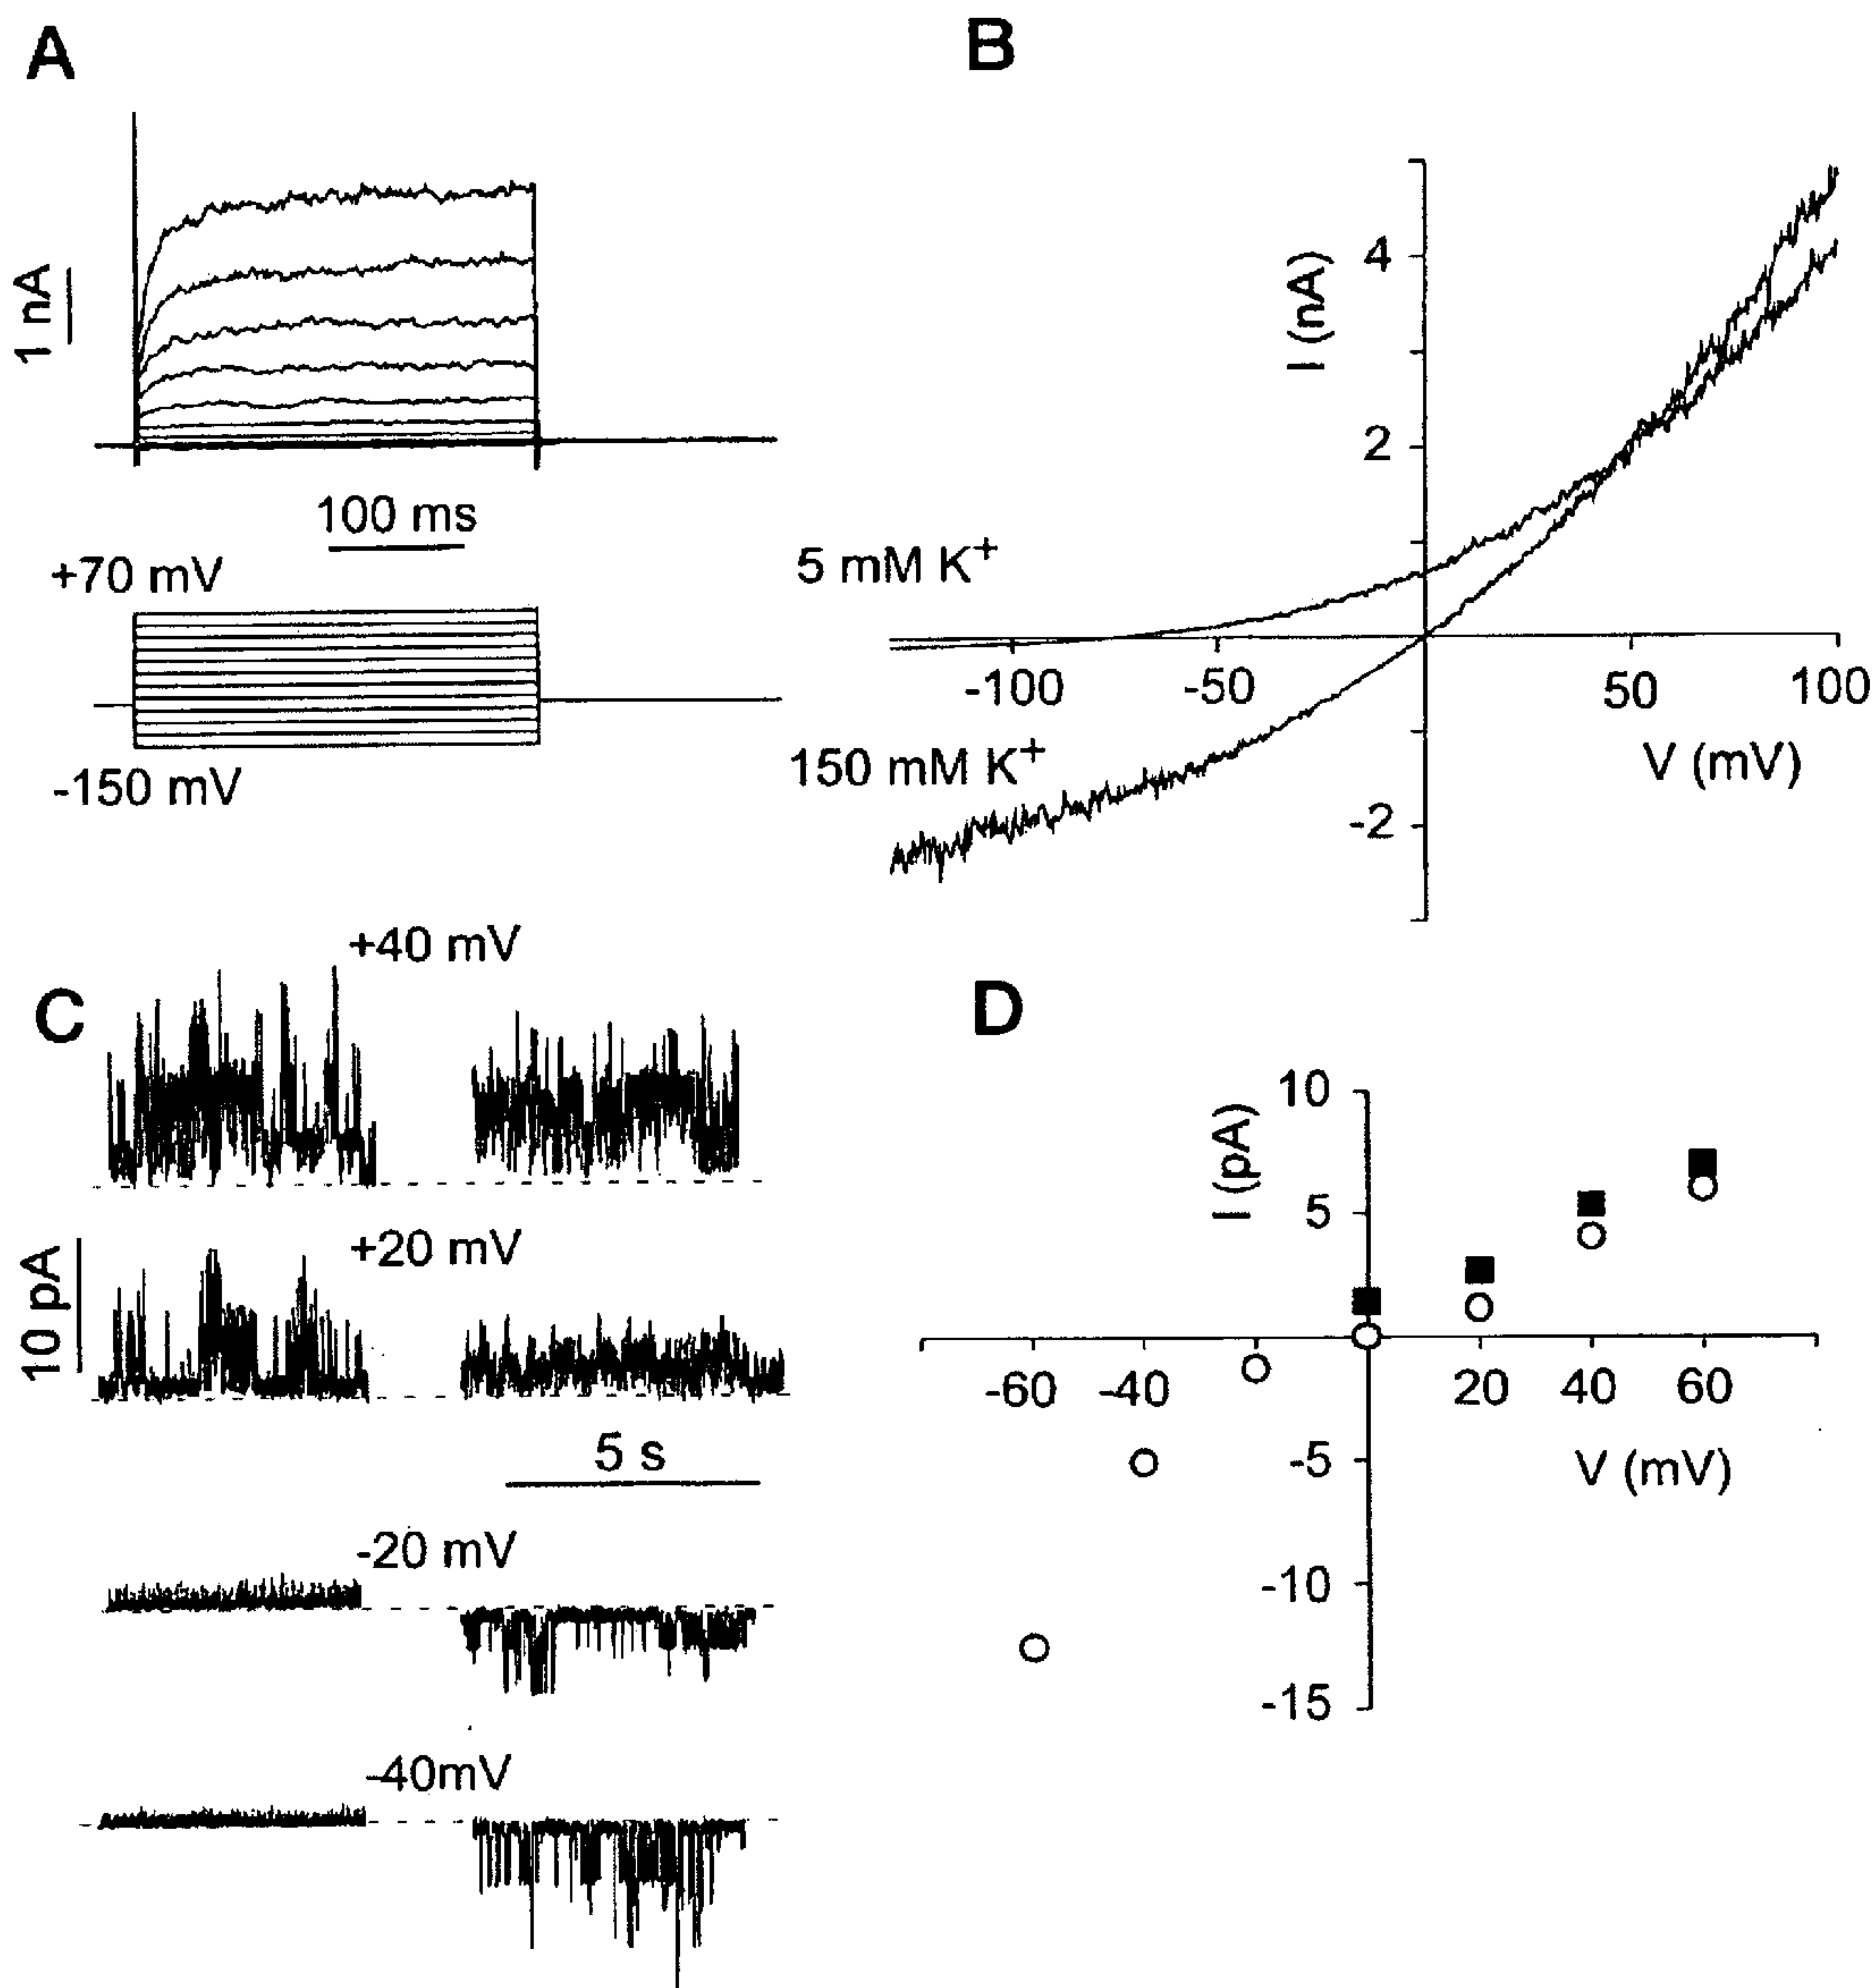 A
1 nA
100 ms
+70 mV
-150 mV
B
I (nA)
4
2
5 mM K⁺
-100
-50
50
100
150 mM K⁺
V (mV)
-2
C
+40 mV
10 pA
+20 mV
5 s
-20 mV
-40mV
D
10
I (pA)
5
-60
-40
20
40
60
-5
V (mV)
-10
-15